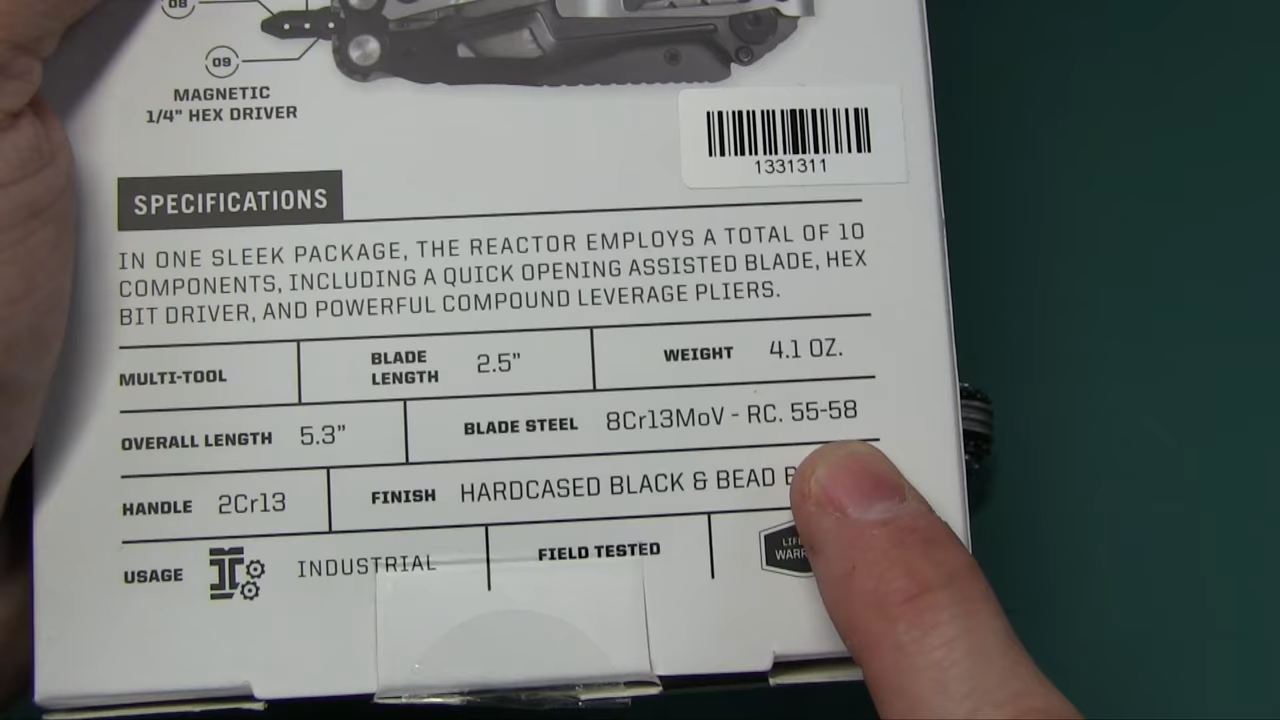 08
09
MAGNETIC
1/4" HEX DRIVER
1331311
SPECIFICATIONS
IN ONE SLEEK PACKAGE, THE REACTOR EMPLOYS A TOTAL OF 10
COMPONENTS, INCLUDING A QUICK OPENING ASSISTED BLADE, HEX
BIT DRIVER, AND POWERFUL COMPOUND LEVERAGE PLIERS.
MULTI-TOOL
BLADE
LENGTH
2.5"
WEIGHT 4.1 OZ.
OVERALL LENGTH 5.3"
BLADE STEEL 8Cr13MoV - RC. 55-58
HANDLE 2Cr13
FINISH HARDCASED BLACK & BEAD
USAGE INDUSTRIAL
FIELD TESTED